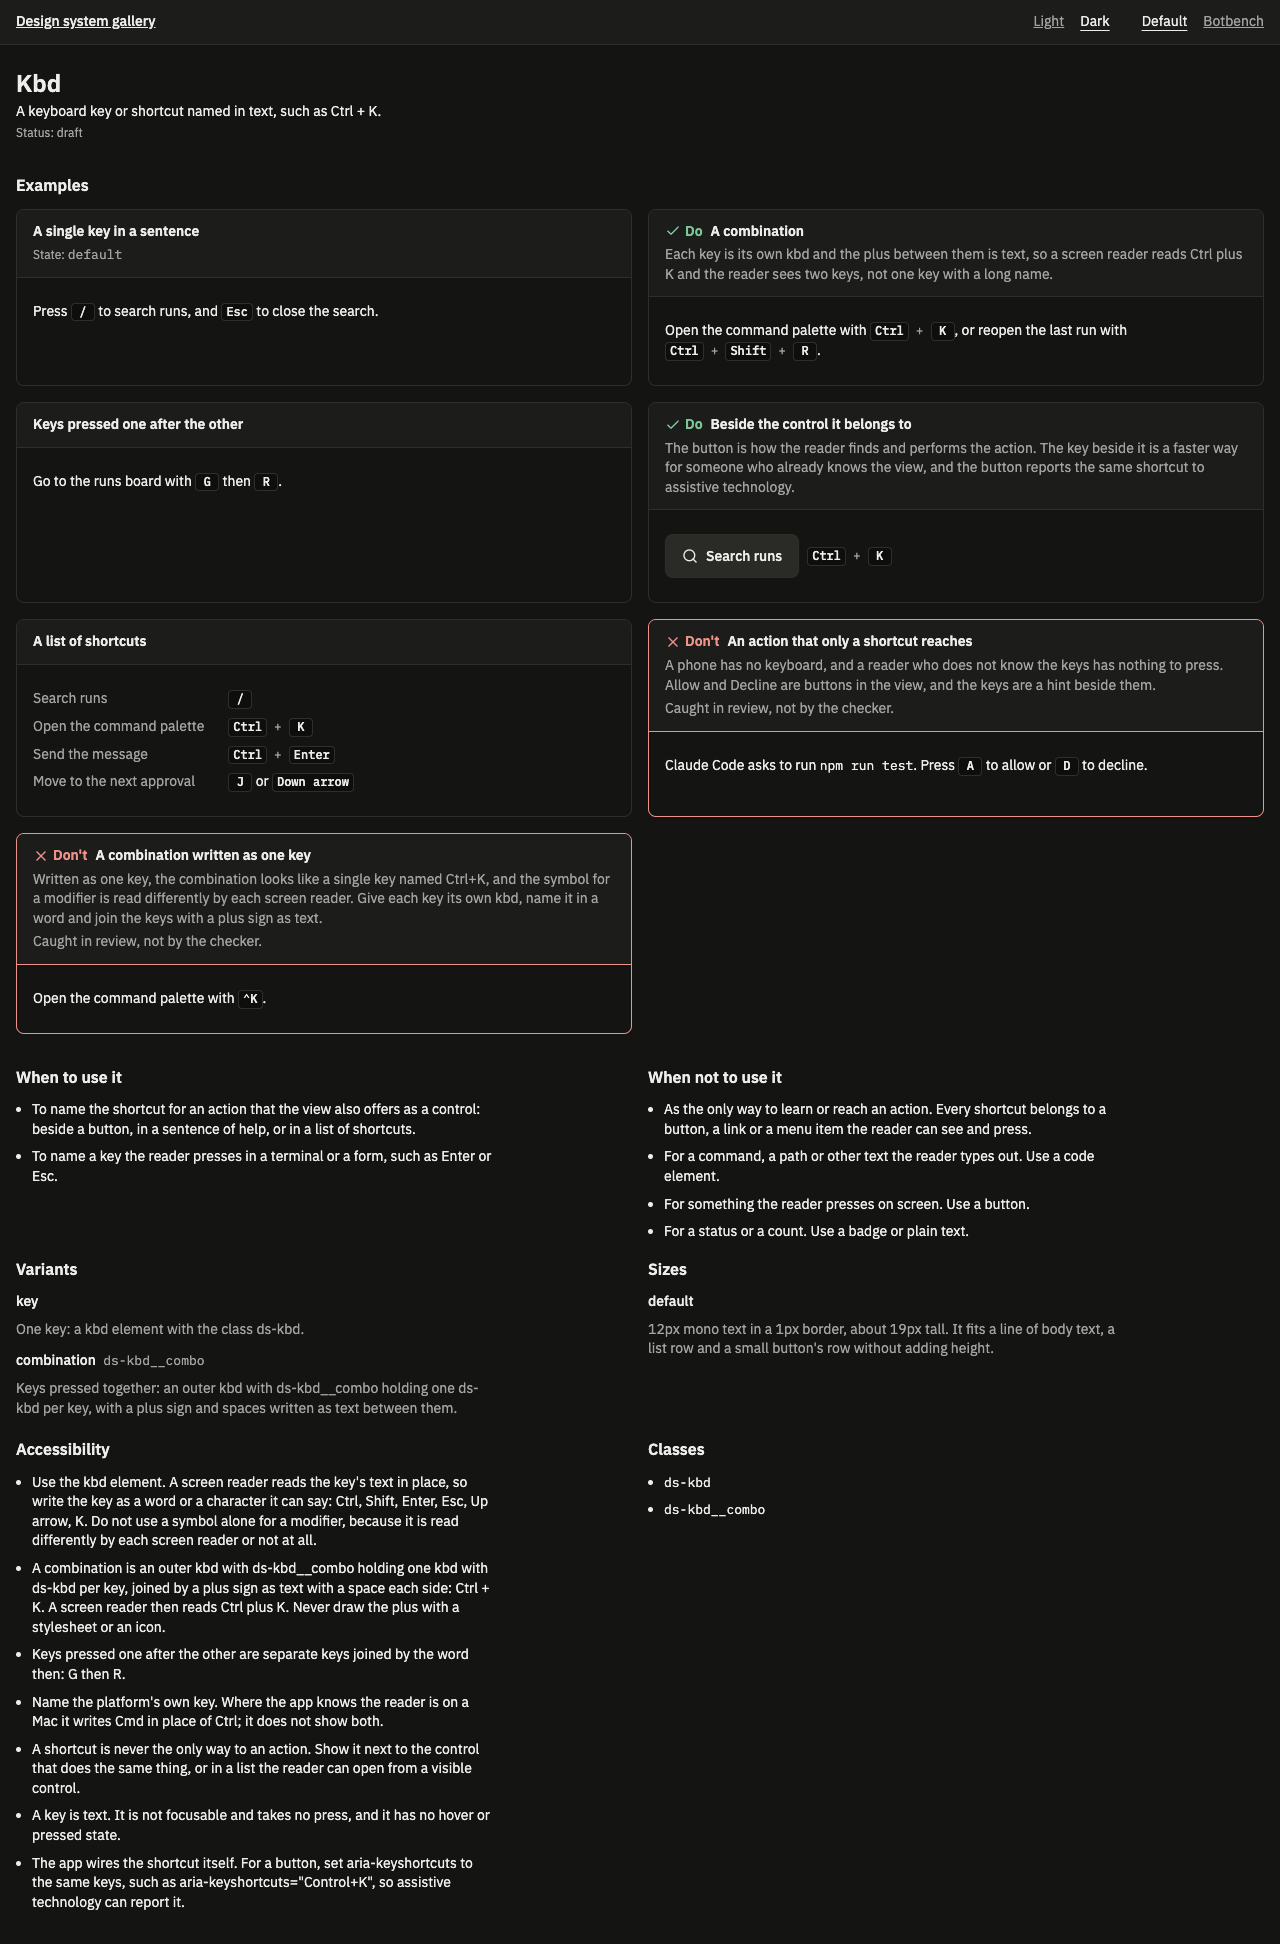 Design system gallery
Light Dark Default Botbench
Kbd
A keyboard key or shortcut named in text, such as Ctrl + K.
Status: draft
Examples
A single key in a sentence
State: default
Press / to search runs, and Esc to close the search.
Do A combination
Each key is its own kbd and the plus between them is text, so a screen reader reads Ctrl plus
K and the reader sees two keys, not one key with a long name.
Open the command palette with Ctrl + K, or reopen the last run with
Ctrl + Shift + R.
Keys pressed one after the other
Go to the runs board with G then R.
Do Beside the control it belongs to
The button is how the reader finds and performs the action. The key beside it is a faster way
for someone who already knows the view, and the button reports the same shortcut to
assistive technology.
Search runs Ctrl + K
A list of shortcuts
Search runs /
Open the command palette Ctrl + K
Send the message Ctrl + Enter
Move to the next approval J or Down arrow
Don't An action that only a shortcut reaches
A phone has no keyboard, and a reader who does not know the keys has nothing to press.
Allow and Decline are buttons in the view, and the keys are a hint beside them.
Caught in review, not by the checker.
Claude Code asks to run npm run test. Press A to allow or D to decline.
Don't A combination written as one key
Written as one key, the combination looks like a single key named Ctrl+K, and the symbol for
a modifier is read differently by each screen reader. Give each key its own kbd, name it in a
word and join the keys with a plus sign as text.
Caught in review, not by the checker.
Open the command palette with ^K.
When to use it
• To name the shortcut for an action that the view also offers as a control:
beside a button, in a sentence of help, or in a list of shortcuts.
• To name a key the reader presses in a terminal or a form, such as Enter or
Esc.
When not to use it
• As the only way to learn or reach an action. Every shortcut belongs to a
button, a link or a menu item the reader can see and press.
• For a command, a path or other text the reader types out. Use a code
element.
• For something the reader presses on screen. Use a button.
• For a status or a count. Use a badge or plain text.
Variants
key
One key: a kbd element with the class ds-kbd.
combination ds-kbd__combo
Keys pressed together: an outer kbd with ds-kbd__combo holding one ds-
kbd per key, with a plus sign and spaces written as text between them.
Sizes
default
12px mono text in a 1px border, about 19px tall. It fits a line of body text, a
list row and a small button's row without adding height.
Accessibility
• Use the kbd element. A screen reader reads the key's text in place, so
write the key as a word or a character it can say: Ctrl, Shift, Enter, Esc, Up
arrow, K. Do not use a symbol alone for a modifier, because it is read
differently by each screen reader or not at all.
• A combination is an outer kbd with ds-kbd__combo holding one kbd with
ds-kbd per key, joined by a plus sign as text with a space each side: Ctrl +
K. A screen reader then reads Ctrl plus K. Never draw the plus with a
stylesheet or an icon.
• Keys pressed one after the other are separate keys joined by the word
then: G then R.
• Name the platform's own key. Where the app knows the reader is on a
Mac it writes Cmd in place of Ctrl; it does not show both.
• A shortcut is never the only way to an action. Show it next to the control
that does the same thing, or in a list the reader can open from a visible
control.
• A key is text. It is not focusable and takes no press, and it has no hover or
pressed state.
• The app wires the shortcut itself. For a button, set aria-keyshortcuts to
the same keys, such as aria-keyshortcuts="Control+K", so assistive
technology can report it.
Classes
• ds-kbd
• ds-kbd__combo